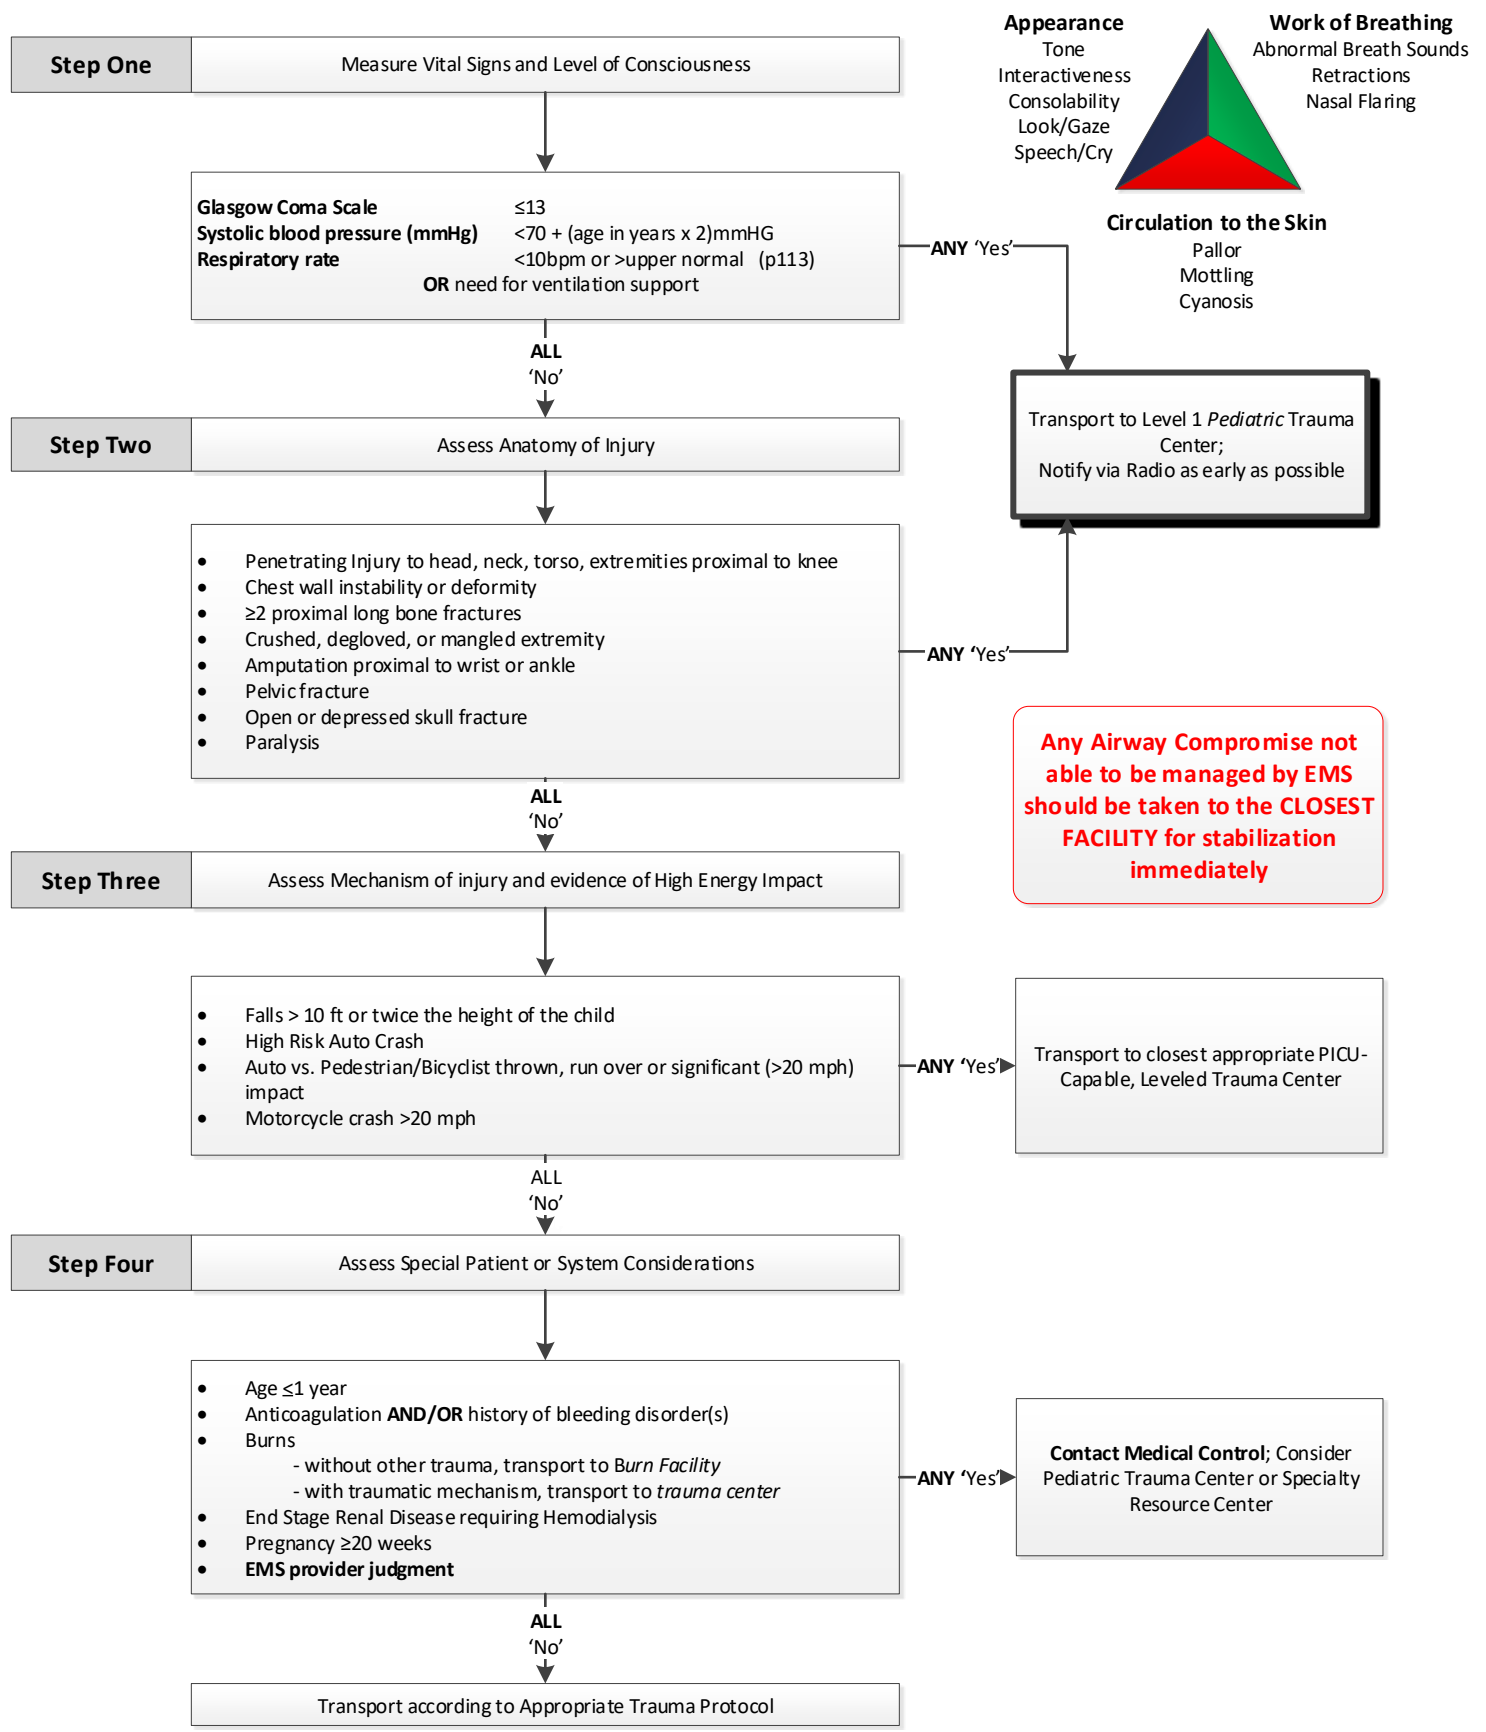 Appearance
Tone
Interactiveness
Consolability
Look/Gaze
Speech/Cry
Work of Breathing
Abnormal Breath Sounds
Retractions
Nasal Flaring
Circulation to the Skin
Pallor
Mottling
Cyanosis
Step One
Measure Vital Signs and Level of Consciousness
Glasgow Coma Scale ≤13
Systolic blood pressure (mmHg) <70 + (age in years x 2)mmHG
Respiratory rate <10bpm or >upper normal (p113)
OR need for ventilation support
ANY ‘Yes’
ALL
‘No’
Transport to Level 1 Pediatric Trauma
Center;
Notify via Radio as early as possible
Step Two
Assess Anatomy of Injury
• Penetrating Injury to head, neck, torso, extremities proximal to knee
• Chest wall instability or deformity
• ≥2 proximal long bone fractures
• Crushed, degloved, or mangled extremity
• Amputation proximal to wrist or ankle
• Pelvic fracture
• Open or depressed skull fracture
• Paralysis
ANY ‘Yes’
ALL
‘No’
Any Airway Compromise not
able to be managed by EMS
should be taken to the CLOSEST
FACILITY for stabilization
immediately
Step Three
Assess Mechanism of injury and evidence of High Energy Impact
• Falls > 10 ft or twice the height of the child
• High Risk Auto Crash
• Auto vs. Pedestrian/Bicyclist thrown, run over or significant (>20 mph)
impact
• Motorcycle crash >20 mph
ANY ‘Yes’
Transport to closest appropriate PICU-
Capable, Leveled Trauma Center
ALL
‘No’
Step Four
Assess Special Patient or System Considerations
• Age ≤1 year
• Anticoagulation AND/OR history of bleeding disorder(s)
• Burns
- without other trauma, transport to Burn Facility
- with traumatic mechanism, transport to trauma center
• End Stage Renal Disease requiring Hemodialysis
• Pregnancy ≥20 weeks
• EMS provider judgment
ANY ‘Yes’
Contact Medical Control; Consider
Pediatric Trauma Center or Specialty
Resource Center
ALL
‘No’
Transport according to Appropriate Trauma Protocol